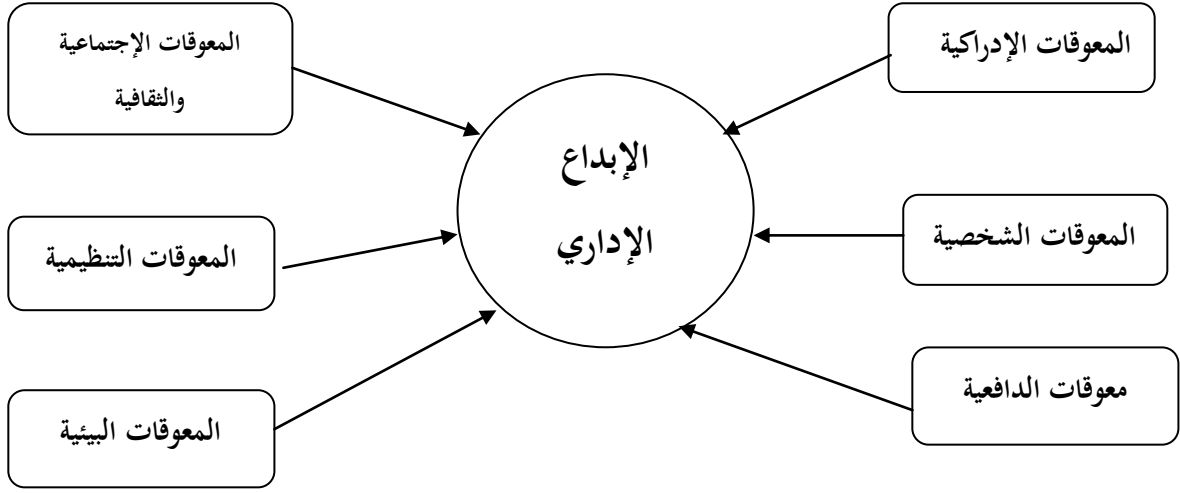 المعوقات الإدراكية
المعوقات الإجتماعية
والثقافية
الإبداع
الإداري
المعوقات الشخصية
المعوقات التنظيمية
معوقات الدافعية
المعوقات البيئية